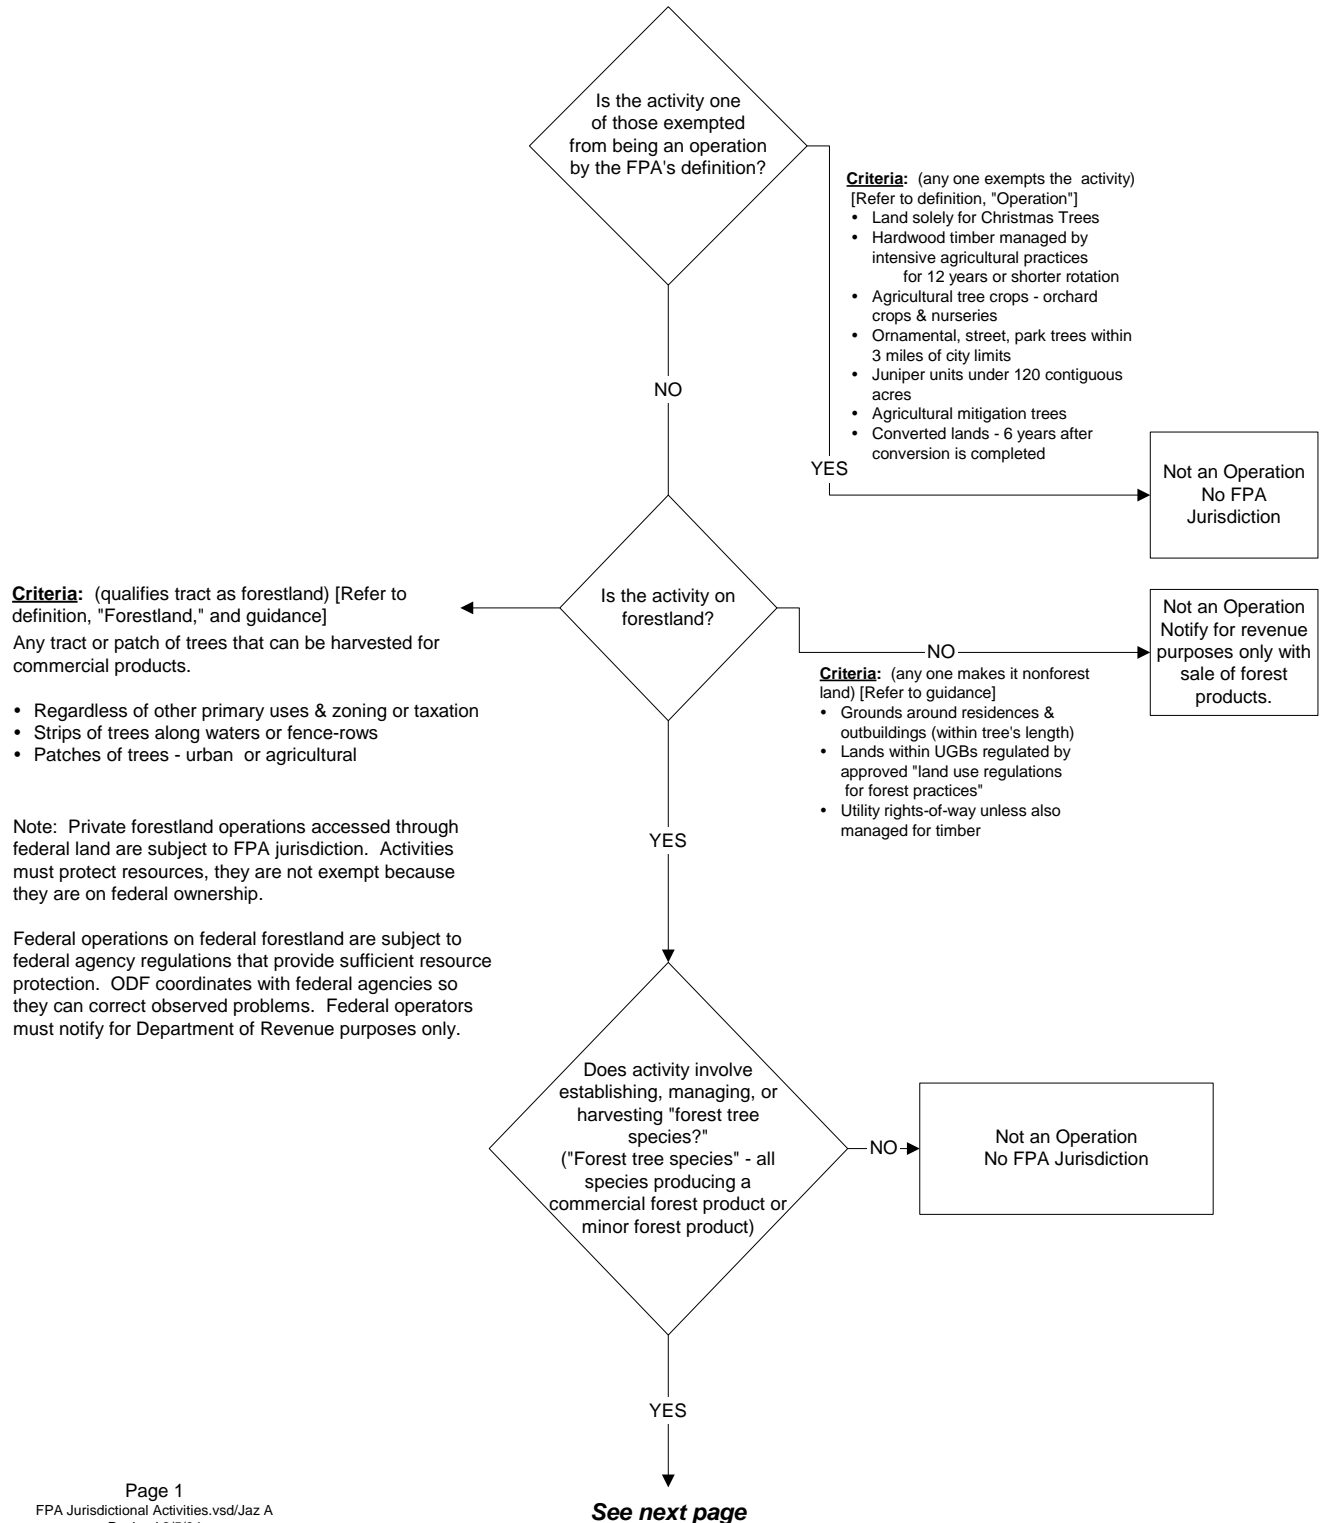 Is the activity one
of those exempted
from being an operation
by the FPA's definition?
Criteria: (any one exempts the activity)
[Refer to definition, "Operation"]
• Land solely for Christmas Trees
• Hardwood timber managed by
intensive agricultural practices
for 12 years or shorter rotation
• Agricultural tree crops - orchard
crops & nurseries
• Ornamental, street, park trees within
3 miles of city limits
• Juniper units under 120 contiguous
acres
• Agricultural mitigation trees
• Converted lands - 6 years after
conversion is completed
NO
YES
Not an Operation
No FPA
Jurisdiction
Is the activity on
forestland?
Criteria: (qualifies tract as forestland) [Refer to
definition, "Forestland," and guidance]
Any tract or patch of trees that can be harvested for
commercial products.
• Regardless of other primary uses & zoning or taxation
• Strips of trees along waters or fence-rows
• Patches of trees - urban or agricultural
Note: Private forestland operations accessed through
federal land are subject to FPA jurisdiction. Activities
must protect resources, they are not exempt because
they are on federal ownership.
Federal operations on federal forestland are subject to
federal agency regulations that provide sufficient resource
protection. ODF coordinates with federal agencies so
they can correct observed problems. Federal operators
must notify for Department of Revenue purposes only.
NO
Criteria: (any one makes it nonforest
land) [Refer to guidance]
• Grounds around residences &
outbuildings (within tree's length)
• Lands within UGBs regulated by
approved "land use regulations
for forest practices"
• Utility rights-of-way unless also
managed for timber
Not an Operation
Notify for revenue
purposes only with
sale of forest
products.
YES
Does activity involve
establishing, managing, or
harvesting "forest tree
species?"
("Forest tree species" - all
species producing a
commercial forest product or
minor forest product)
NO
Not an Operation
No FPA Jurisdiction
YES
See next page
Page 1
FPA Jurisdictional Activities.vsd/Jaz A